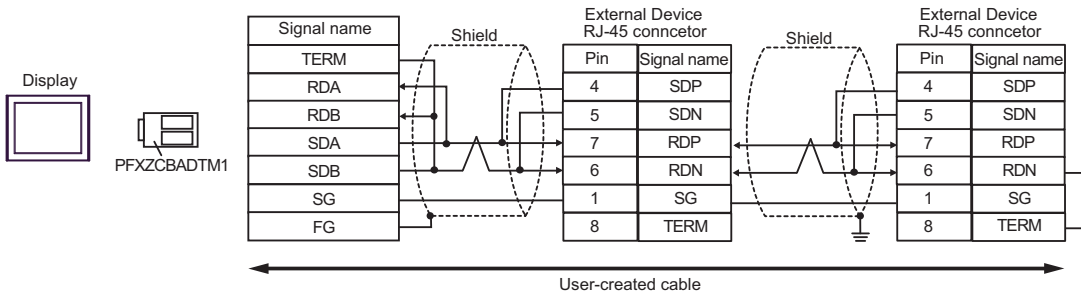 Display
PFXZCBADTM1
Signal name
TERM
RDA
RDB
SDA
SDB
SG
FG
Shield
External Device
RJ-45 conncetor
Pin Signal name
4 SDP
5 SDN
7 RDP
6 RDN
1 SG
8 TERM
Shield
External Device
RJ-45 conncetor
Pin Signal name
4 SDP
5 SDN
7 RDP
6 RDN
1 SG
8 TERM
User-created cable